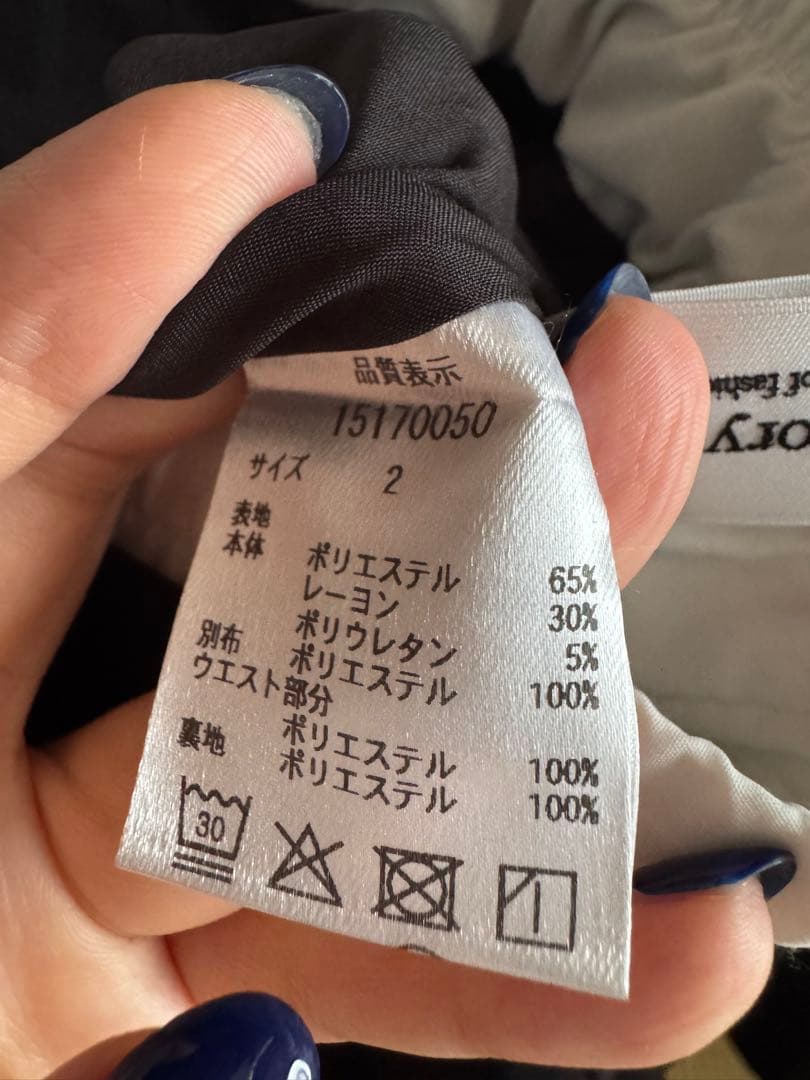 品質表示
15170050
サイズ 2
表地
本体 ポリエステル 65%
レーヨン 30%
ポリウレタン 5%
別布 ポリエステル 100%
ウエスト部分
ポリエステル 100%
裏地 ポリエステル 100%
30
of fashio
ory